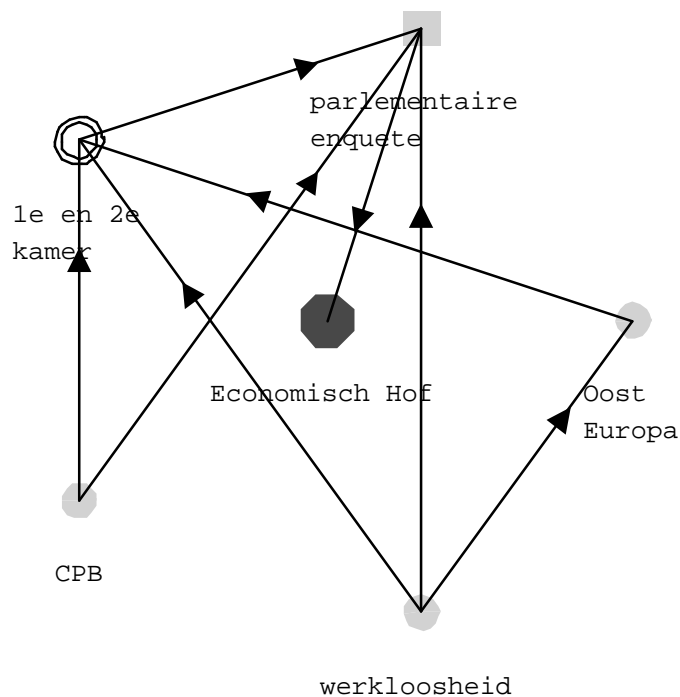 parlementaire
enquete
1e en 2e
kamer
Economisch Hof
Oost
Europa
CPB
werkloosheid